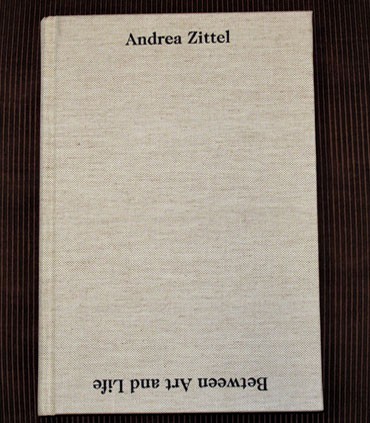 Andrea Zittel
Between Art and Life